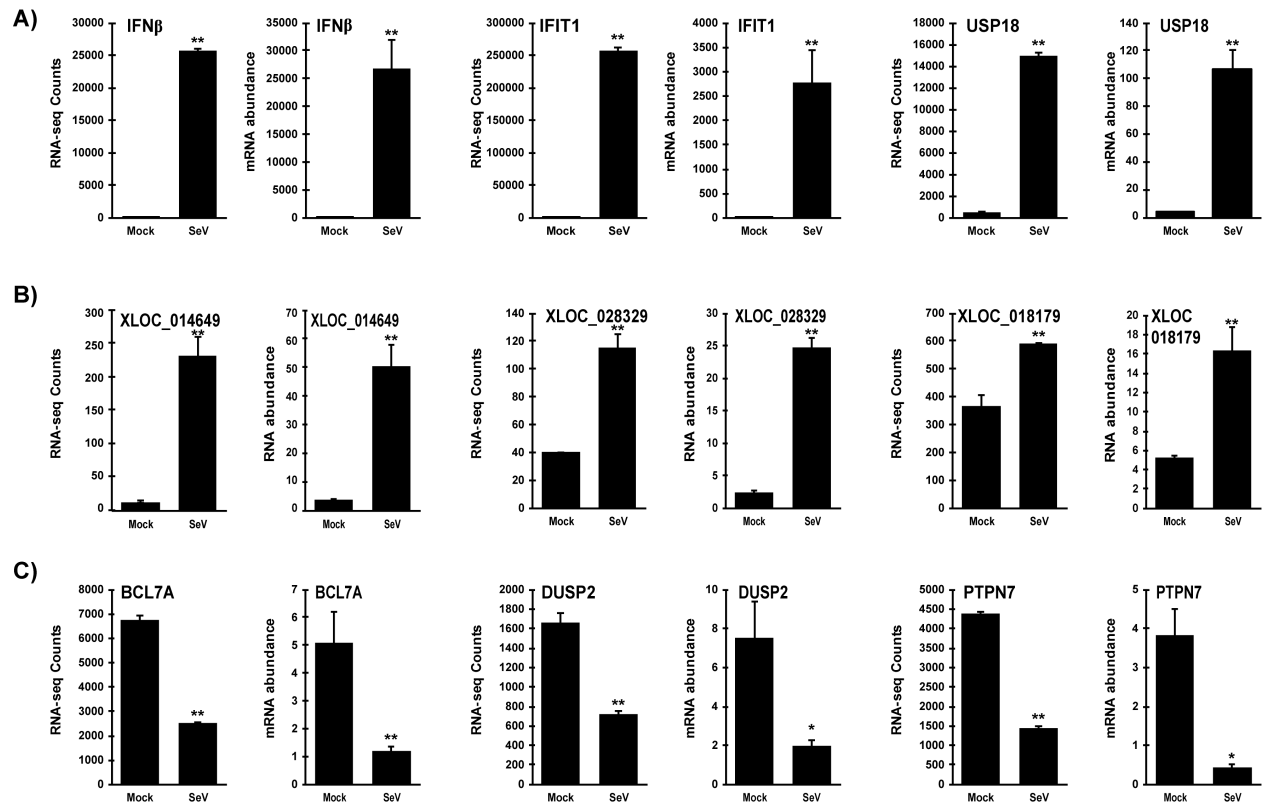 A)
IFNβ
RNA-seq Counts
30000
25000
20000
15000
10000
5000
0
**
Mock SeV
IFNβ
mRNA abundance
35000
30000
25000
20000
15000
10000
5000
0
**
Mock SeV
IFIT1
RNA-seq Counts
300000
250000
200000
150000
100000
50000
0
**
Mock SeV
IFIT1
mRNA abundance
4000
3500
3000
2500
2000
1500
1000
500
0
**
Mock SeV
USP18
RNA-seq Counts
18000
16000
14000
12000
10000
8000
6000
4000
2000
0
**
Mock SeV
USP18
mRNA abundance
140
120
100
80
60
40
20
0
**
Mock SeV
B)
XLOC_014649
RNA-seq Counts
300
250
200
150
100
50
0
**
Mock SeV
XLOC_014649
RNA abundance
70
60
50
40
30
20
10
0
**
Mock SeV
XLOC_028329
RNA-seq Counts
140
120
100
80
60
40
20
0
**
Mock SeV
XLOC_028329
RNA abundance
30
25
20
15
10
5
0
**
Mock SeV
XLOC_018179
RNA-seq Counts
700
600
500
400
300
200
100
0
**
Mock SeV
XLOC
018179
RNA abundance
20
18
16
14
12
10
8
6
4
2
0
**
Mock SeV
C)
BCL7A
RNA-seq Counts
8000
7000
6000
5000
4000
3000
2000
1000
0
**
Mock SeV
BCL7A
mRNA abundance
7
6
5
4
3
2
1
0
**
Mock SeV
DUSP2
RNA-seq Counts
2000
1800
1600
1400
1200
1000
800
600
400
200
0
**
Mock SeV
DUSP2
mRNA abundance
10
8
6
4
2
0
*
Mock SeV
PTPN7
RNA-seq Counts
5000
4500
4000
3500
3000
2500
2000
1500
1000
500
0
**
Mock SeV
PTPN7
mRNA abundance
5
4
3
2
1
0
*
Mock SeV